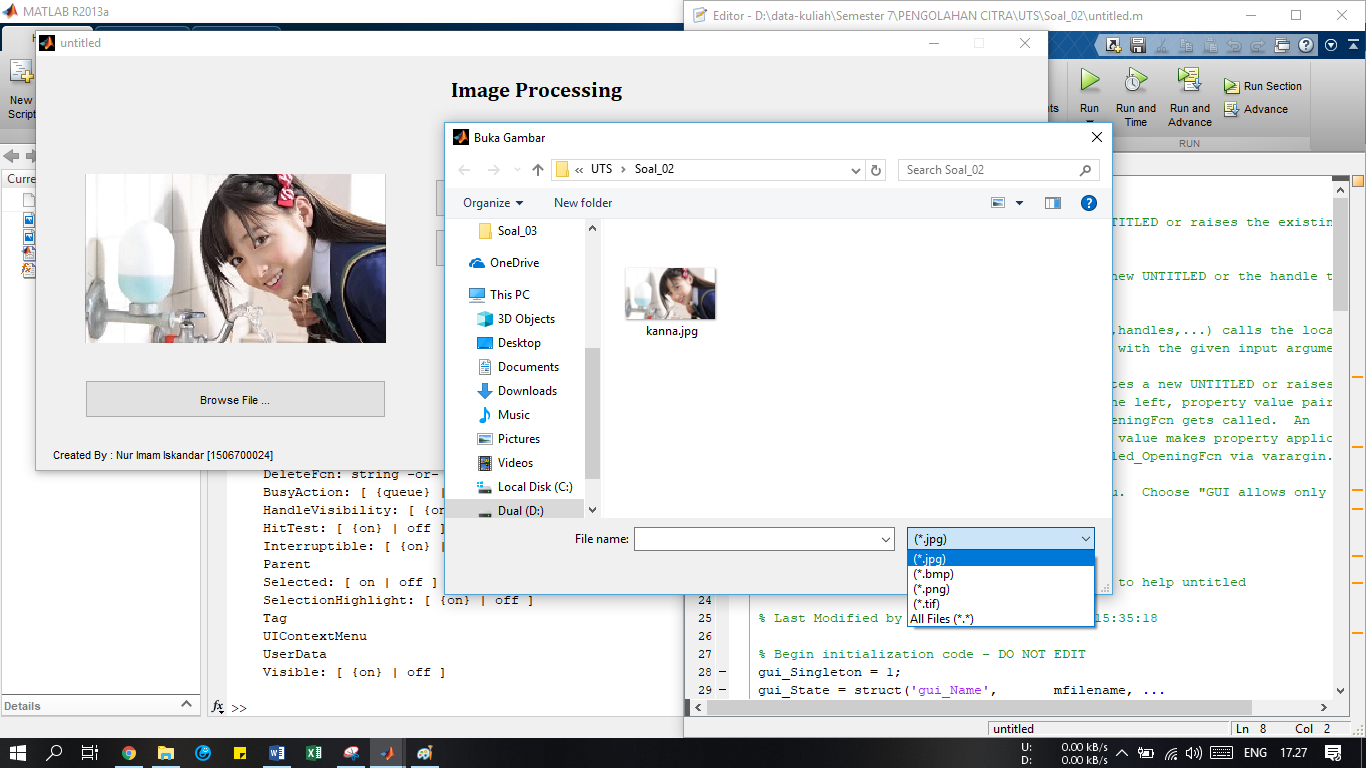 MATLAB R2013a
Editor - D:\data-kuliah\Semester 7\PENGOLAHAN CITRA\UTS\Soal_02\untitled.m
untitled
New
Script
Run
Run and
Time
Run and
Advance
Run Section
Advance
RUN
Image Processing
Browse File ...
Created By : Nur Imam Iskandar [1506700024]
Buka Gambar
« UTS › Soal_02
Search Soal_02
Organize
New folder
Soal_03
OneDrive
This PC
3D Objects
Desktop
Documents
Downloads
Music
Pictures
Videos
Local Disk (C:)
Dual (D:)
kanna.jpg
File name:
(*.jpg)
(*.jpg)
(*.bmp)
(*.png)
(*.tif)
All Files (*.*)
Curre
Details
DeleteFcn: string -or-
BusyAction: [ {queue} |
HandleVisibility: [ {on
HitTest: [ {on} | off ]
Interruptible: [ {on} |
Parent
Selected: [ on | off ]
SelectionHighlight: [ {on} | off ]
Tag
UIContextMenu
UserData
Visible: [ {on} | off ]
fx >>
TITLED or raises the existin
new UNTITLED or the handle t
,handles,...) calls the loca
with the given input argume
tes a new UNTITLED or raises
he left, property value pair
eningFcn gets called. An
value makes property applic
led_OpeningFcn via varargin.
u. Choose "GUI allows only
to help untitled
24
25 % Last Modified by 15:35:18
26
27 % Begin initialization code - DO NOT EDIT
28 – gui_Singleton = 1;
29 – gui_State = struct('gui_Name', mfilename, ...
untitled
Ln 8 Col 2
U: 0.00 kB/s
D: 0.00 kB/s
ENG
17.27